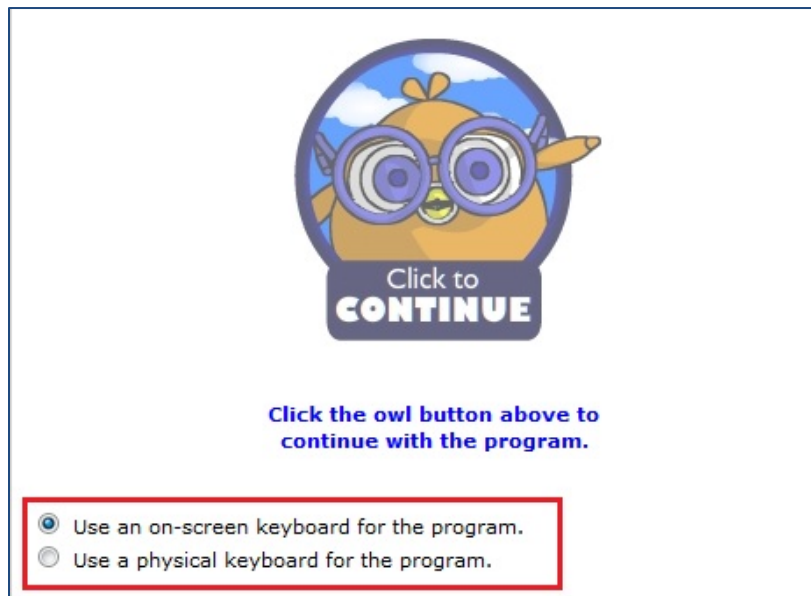 Click to
CONTINUE
Click the owl button above to
continue with the program.
Use an on-screen keyboard for the program.
Use a physical keyboard for the program.